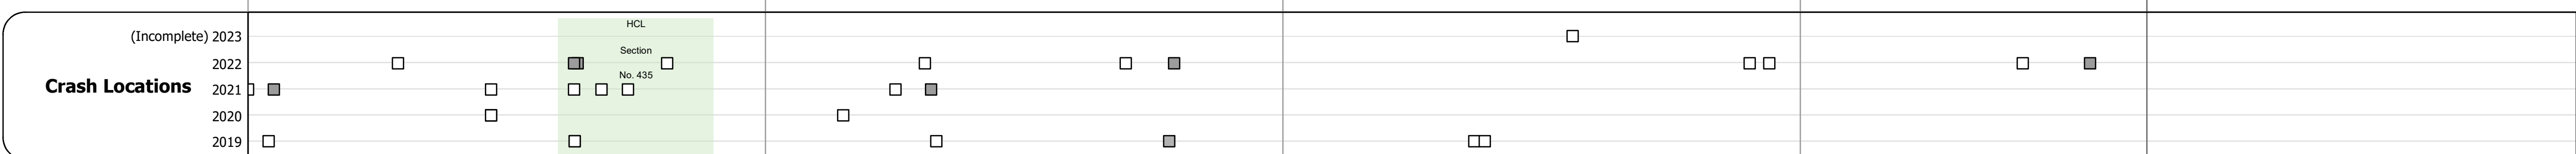 HCL
(Incomplete) 2023
Section
2022
No. 435
Crash Locations
2021
2020
2019